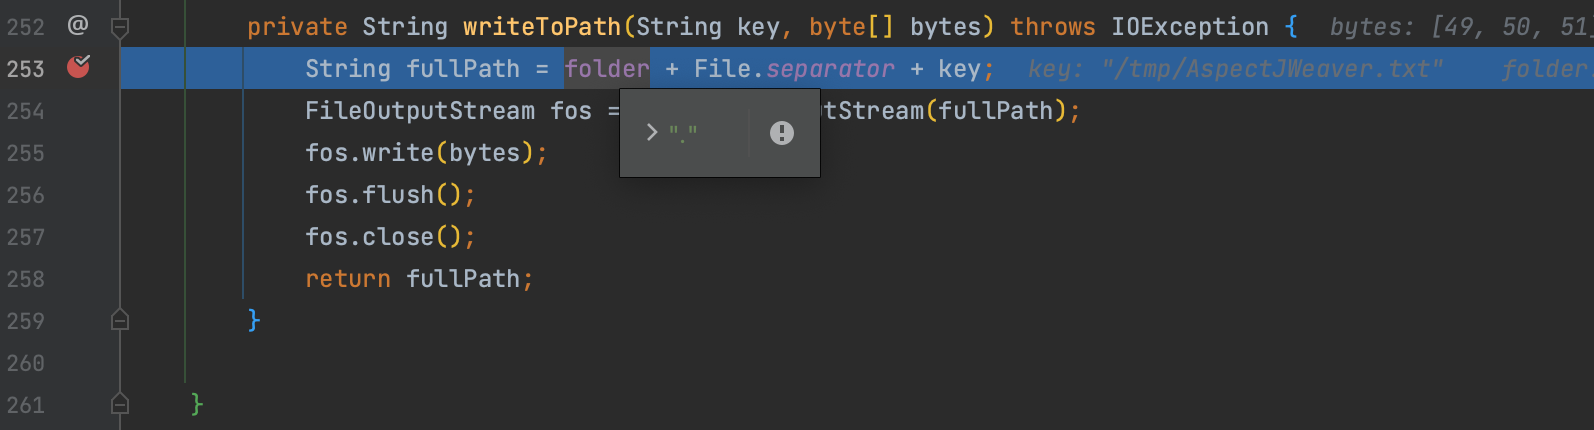 252 @ private String writeToPath(String key, byte[] bytes) throws IOException { bytes: [49, 50, 51
253 String fullPath = folder + File.separator + key; key: "/tmp/AspectJWeaver.txt" folder
254 FileOutputStream fos = utStream(fullPath);
"."
255 fos.write(bytes);
256 fos.flush();
257 fos.close();
258 return fullPath;
259 }
260
261 }